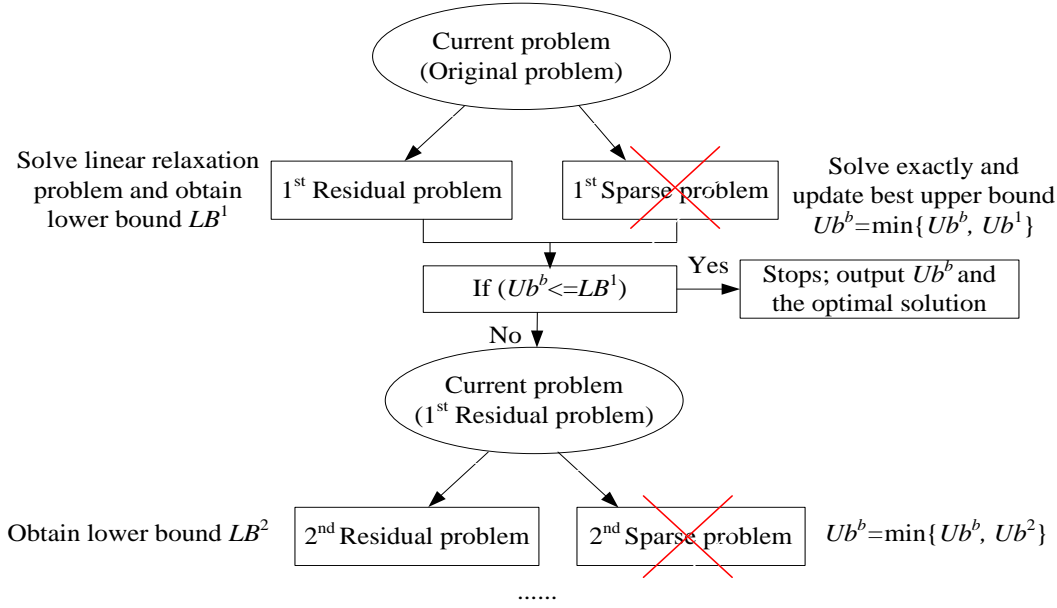 Current problem
(Original problem)
Solve linear relaxation
problem and obtain
lower bound LB¹
1ˢᵗ Residual problem
1ˢᵗ Sparse problem
Solve exactly and
update best upper bound
Ubᵇ=min{Ubᵇ, Ub¹}
If (Ubᵇ<=LB¹)
Yes
Stops; output Ubᵇ and
the optimal solution
No
Current problem
(1ˢᵗ Residual problem)
Obtain lower bound LB²
2ⁿᵈ Residual problem
2ⁿᵈ Sparse problem
Ubᵇ=min{Ubᵇ, Ub²}
......